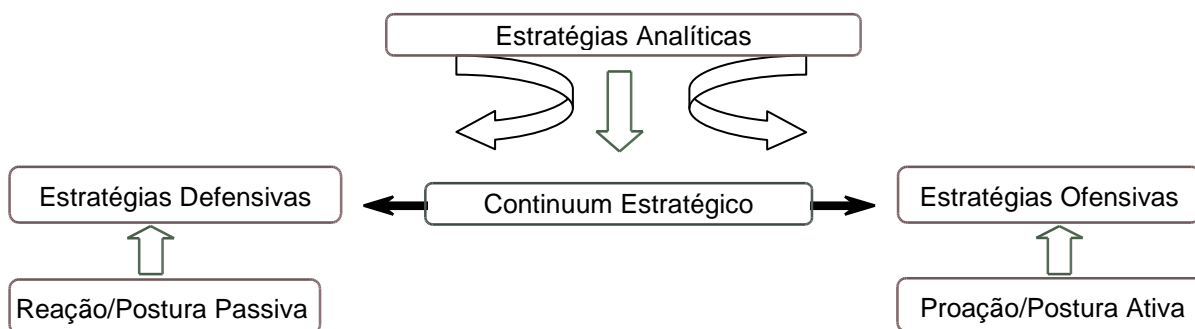 Estratégias Analíticas
Estratégias Defensivas
Continuum Estratégico
Estratégias Ofensivas
Reação/Postura Passiva
Proação/Postura Ativa